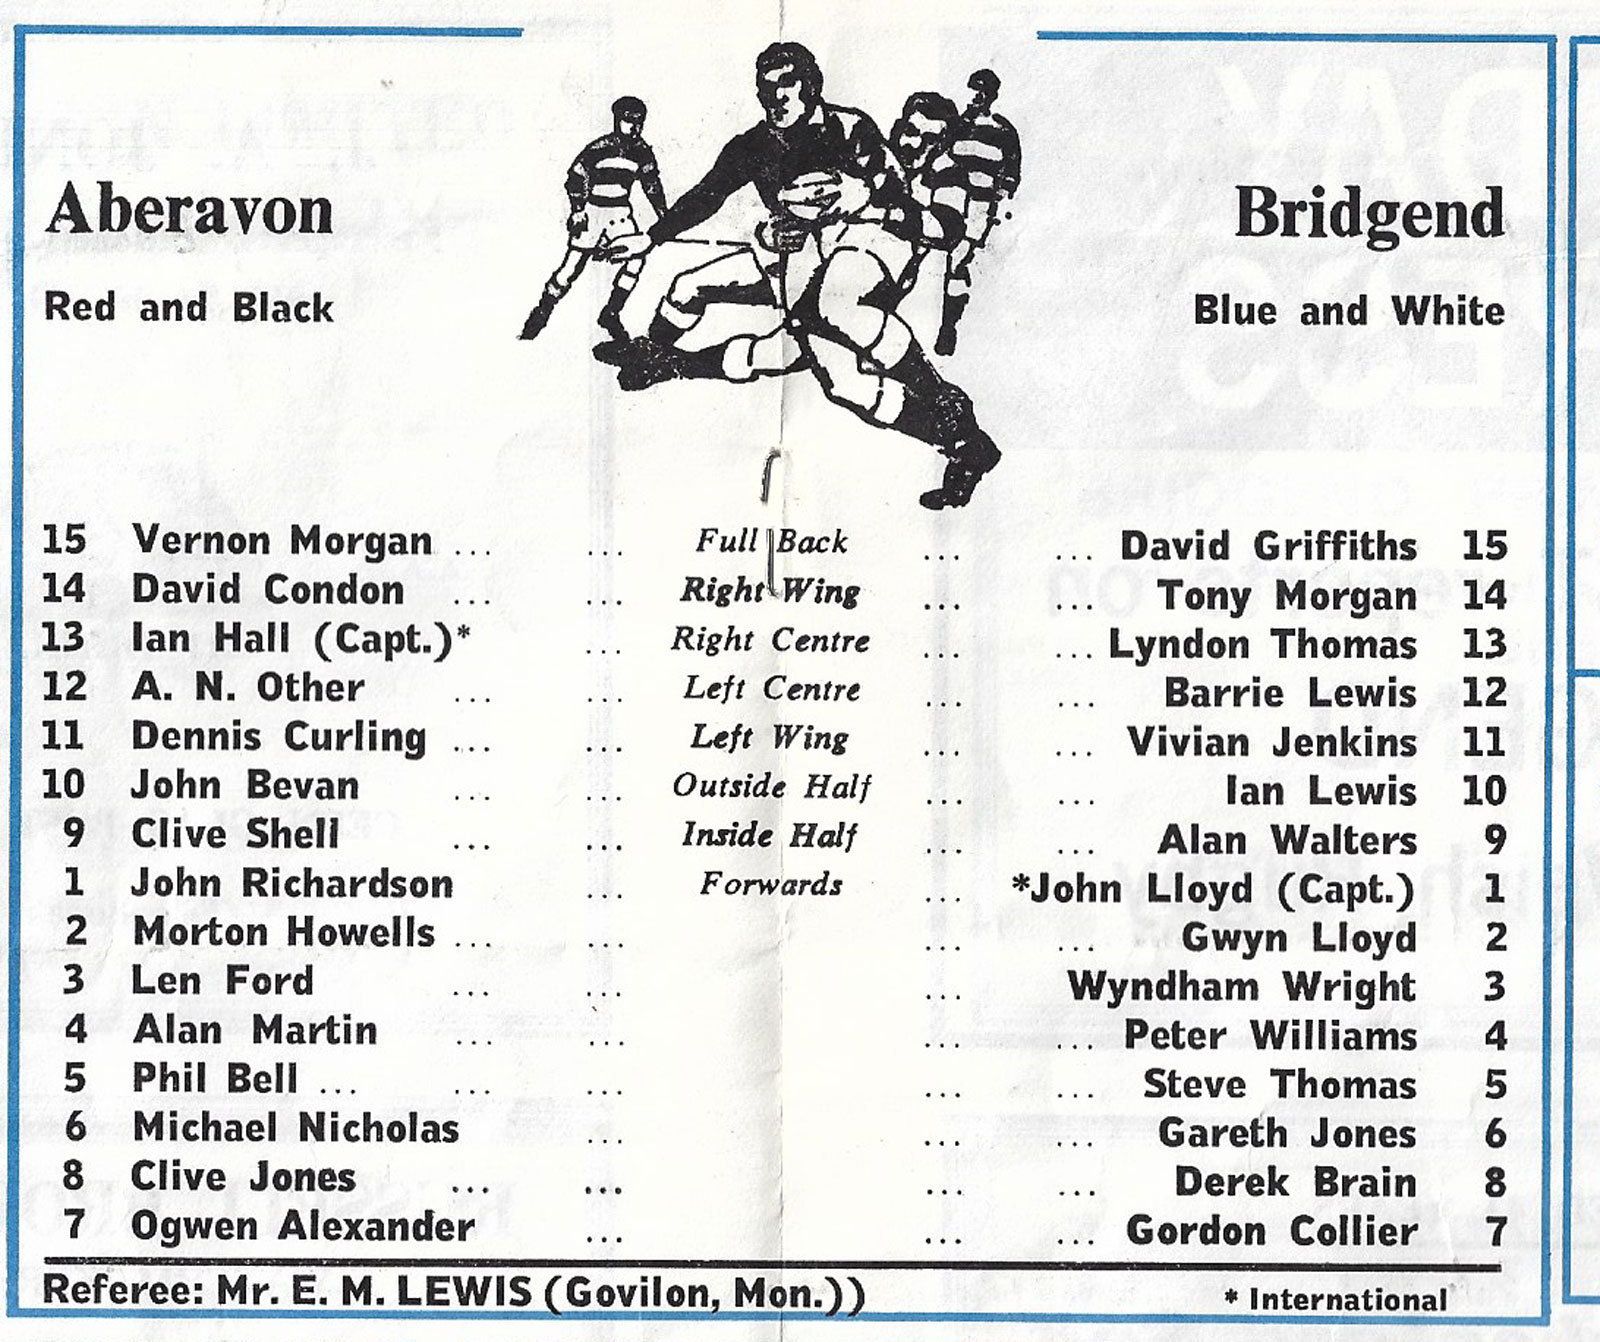 Aberavon Bridgend
Red and Black Blue and White
15 Vernon Morgan ... ... Full Back ... ... David Griffiths 15
14 David Condon ... ... Right Wing ... ... Tony Morgan 14
13 Ian Hall (Capt.)* ... Right Centre ... ... Lyndon Thomas 13
12 A. N. Other ... ... Left Centre ... ... Barrie Lewis 12
11 Dennis Curling ... ... Left Wing ... ... Vivian Jenkins 11
10 John Bevan ... ... Outside Half ... ... Ian Lewis 10
9 Clive Shell ... ... Inside Half ... ... Alan Walters 9
1 John Richardson ... Forwards ... *John Lloyd (Capt.) 1
2 Morton Howells ... ... ... ... Gwyn Lloyd 2
3 Len Ford ... ... ... Wyndham Wright 3
4 Alan Martin ... ... ... ... Peter Williams 4
5 Phil Bell ... ... ... ... ... Steve Thomas 5
6 Michael Nicholas ... ... ... Gareth Jones 6
8 Clive Jones ... ... ... ... Derek Brain 8
7 Ogwen Alexander ... ... ... Gordon Collier 7
Referee: Mr. E. M. LEWIS (Govilon, Mon.)) * International